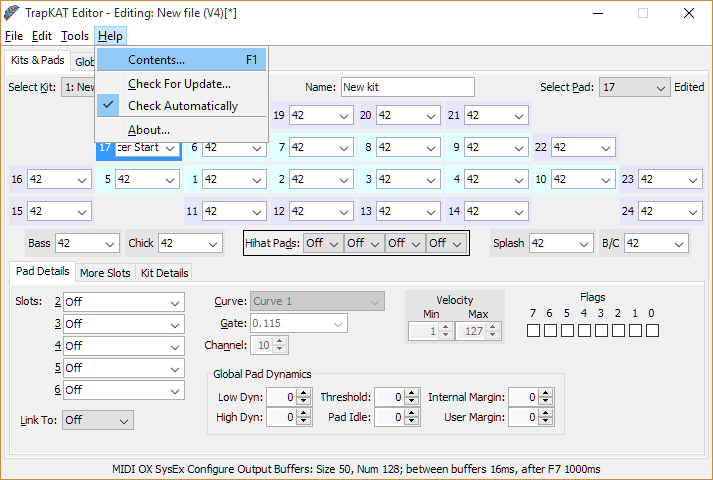 TrapKAT Editor - Editing: New file (V4)[*]
File Edit Tools Help
Kits & Pads Glob
Contents... F1
Check For Update...
Check Automatically
About...
Select Kit: 1: New Name: New kit Select Pad: 17 Edited
19 42 20 42 21 42
17 cer Start 6 42 7 42 8 42 9 42 22 42
16 42 5 42 1 42 2 42 3 42 4 42 10 42 23 42
15 42 11 42 12 42 13 42 14 42 24 42
Bass 42 Chick 42 Hihat Pads: Off Off Off Off Splash 42 B/C 42
Pad Details More Slots Kit Details
Slots: 2 Off Curve: Curve 1 Velocity Flags
3 Off Gate: 0.115 Min Max 7 6 5 4 3 2 1 0
4 Off Channel: 10 1 127
5 Off
6 Off
Link To: Off
Global Pad Dynamics
Low Dyn: 0 Threshold: 0 Internal Margin: 0
High Dyn: 0 Pad Idle: 0 User Margin: 0
MIDI OX SysEx Configure Output Buffers: Size 50, Num 128; between buffers 16ms, after F7 1000ms